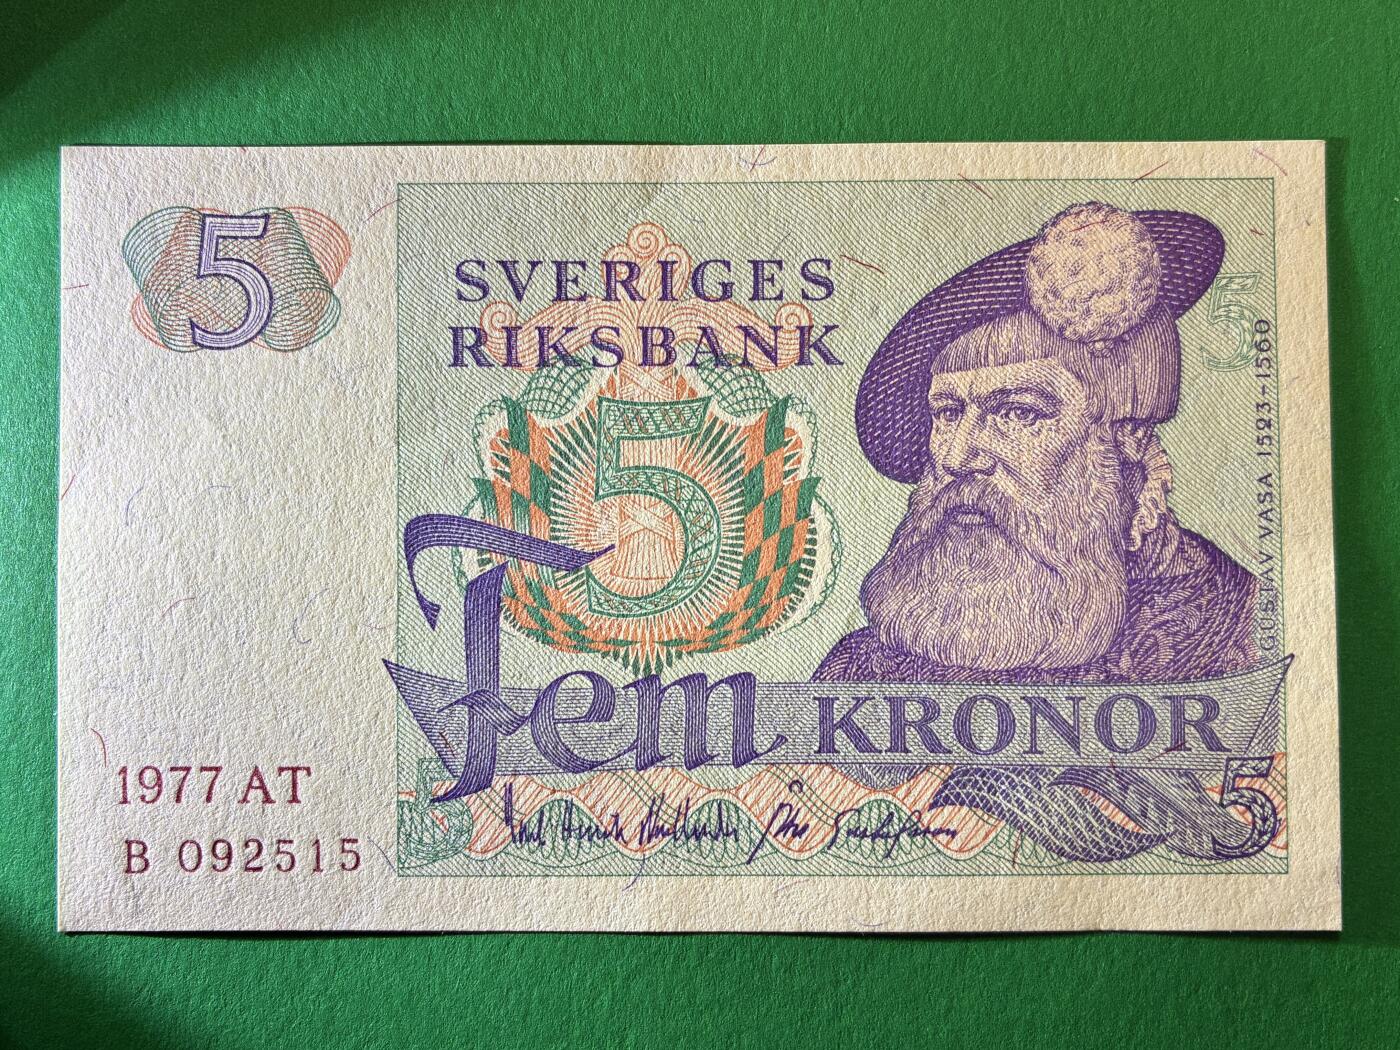 5
SVERIGES
RIKSBANK
5
5
GUSTAV VASA 1523-1560
fem KRONOR
1977 AT
B 092515
5
5